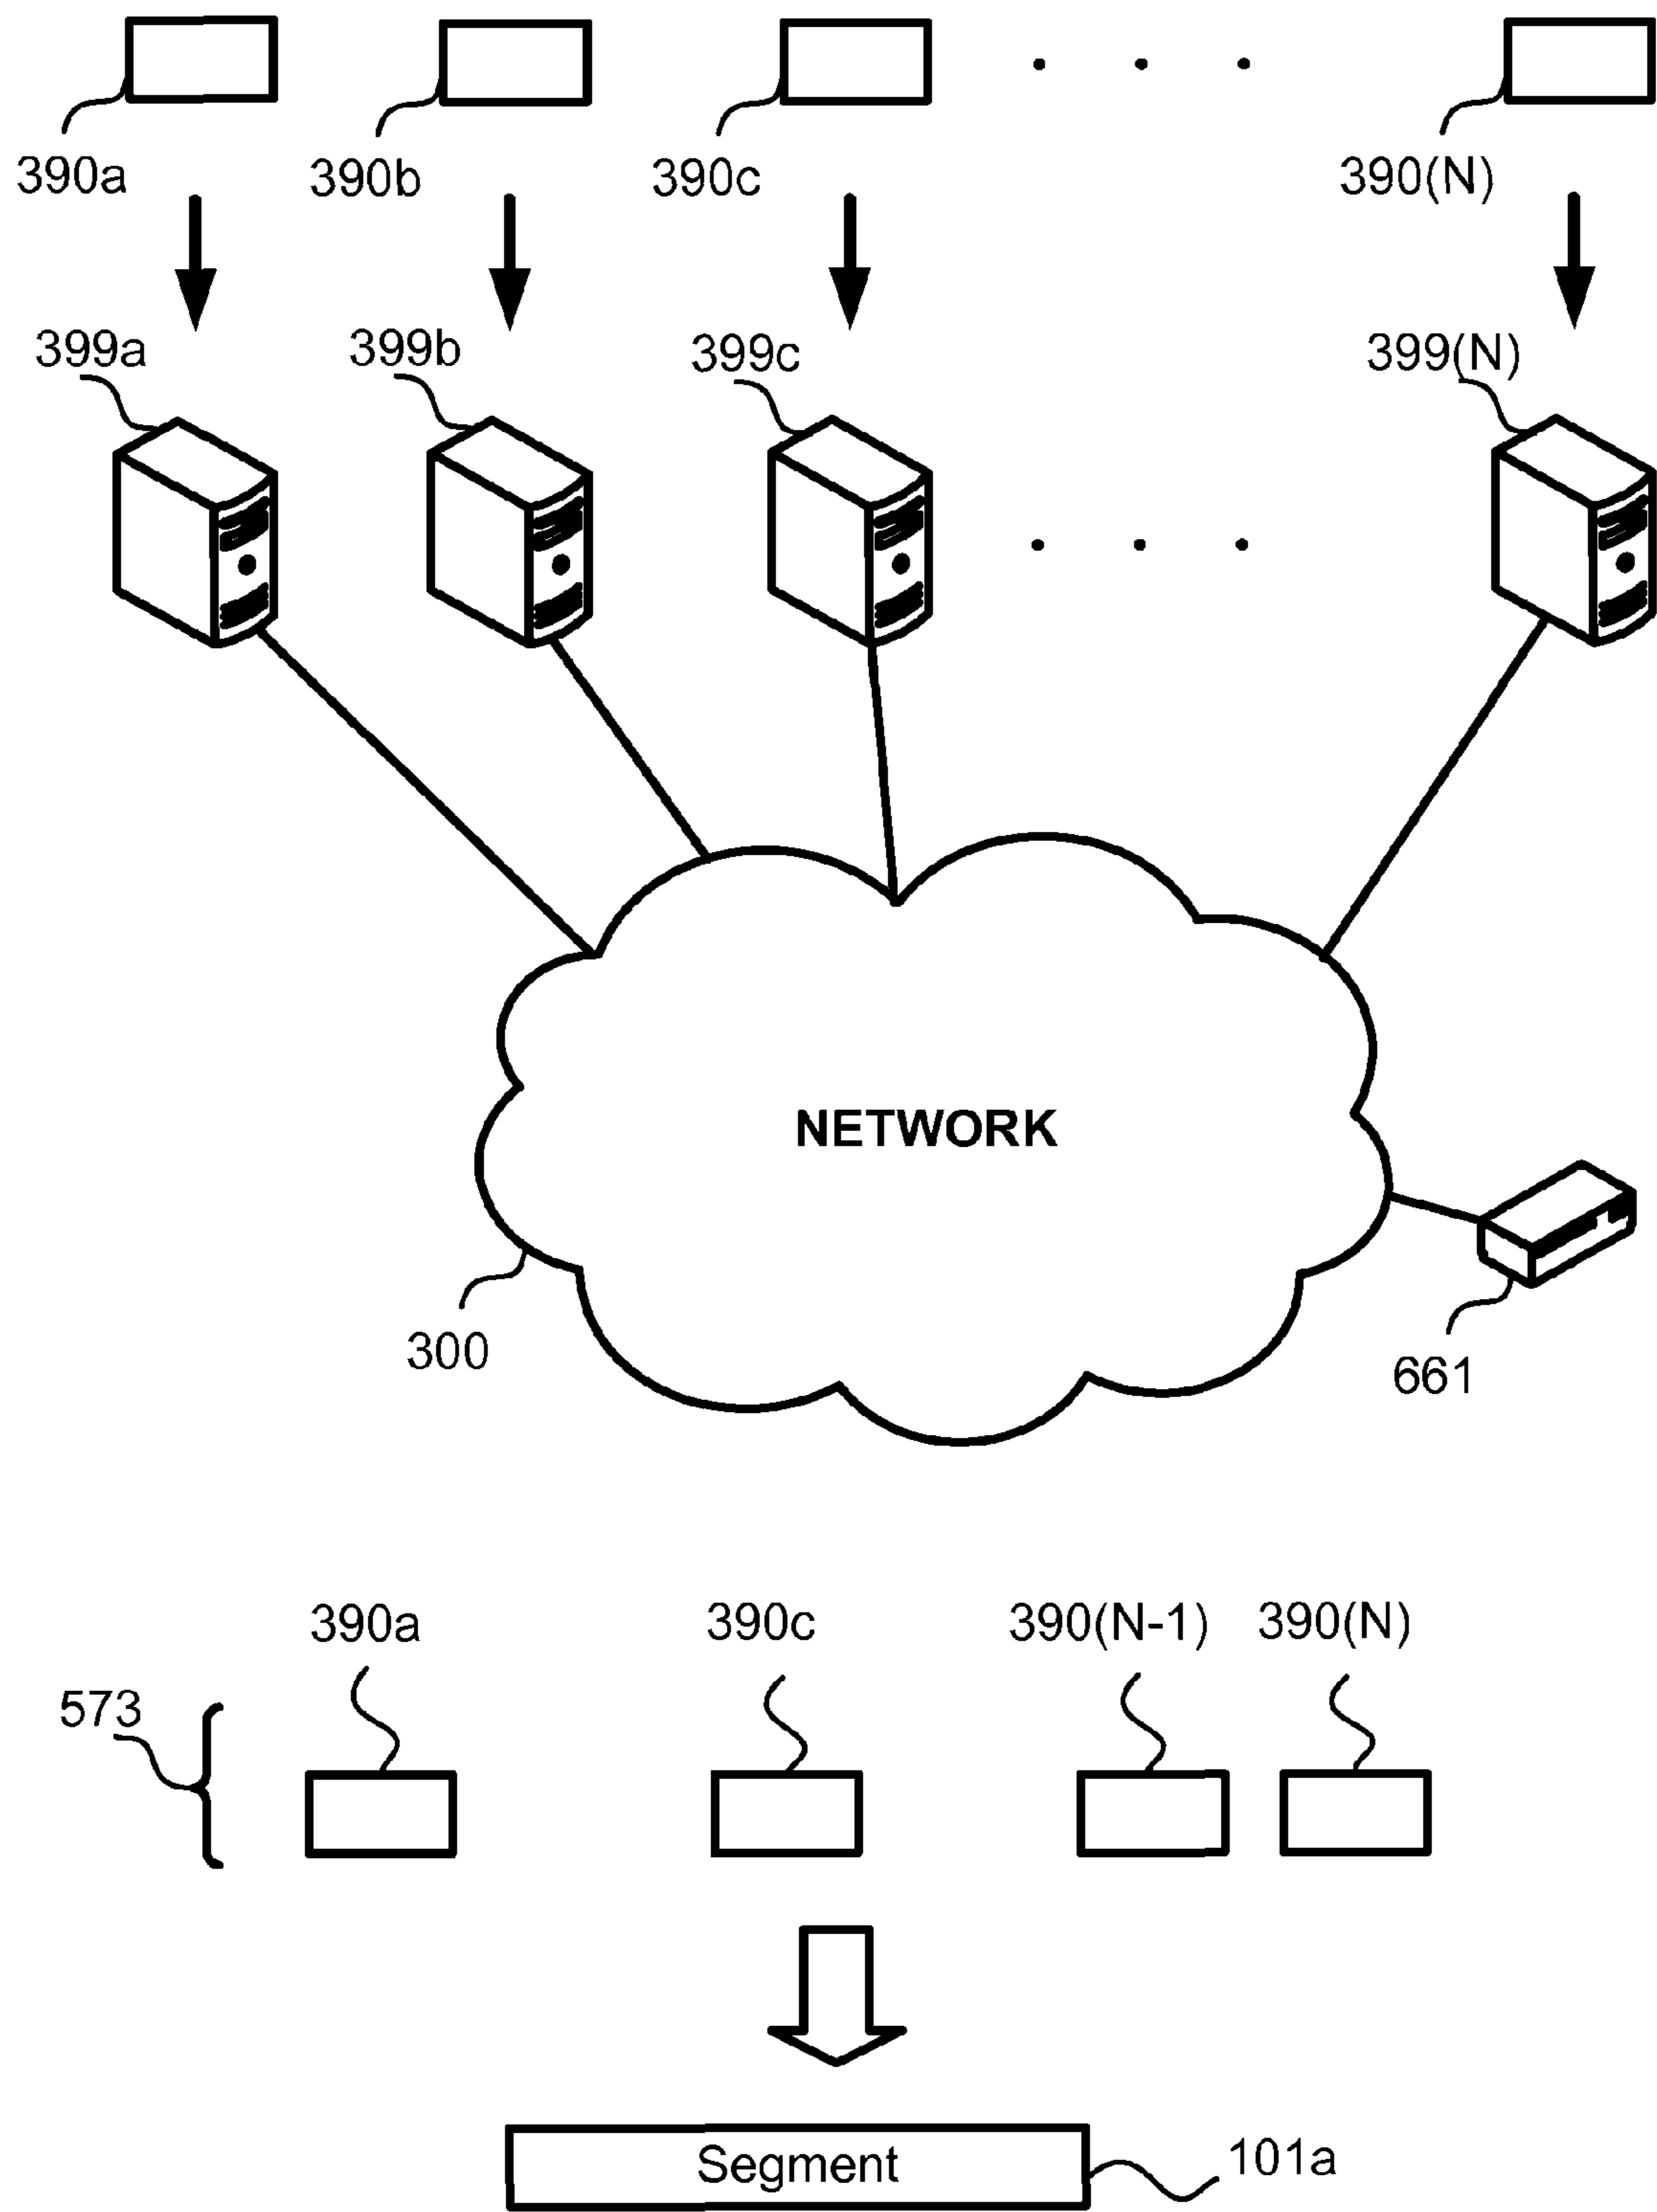 390a 390b 390c 390(N)
399a 399b 399c 399(N)
NETWORK
300
661
390a 390c 390(N-1) 390(N)
573
Segment 101a